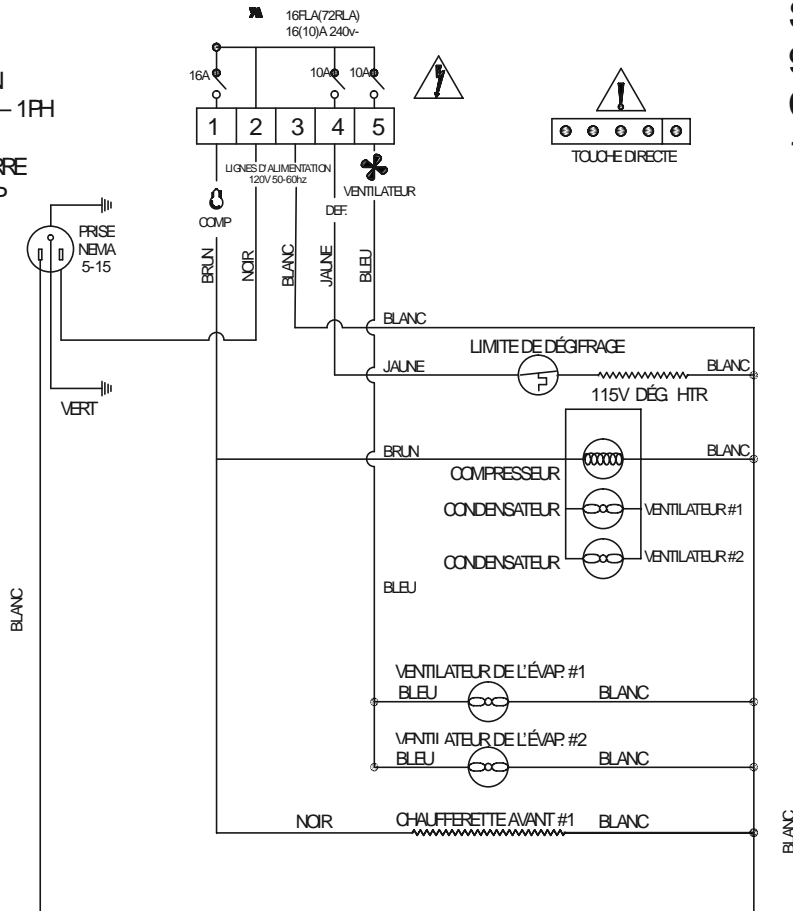 16FLA(72RLA)
16(10)A 240v-
– 1PH
16A
10A
10A
1 2 3 4 5
LIGNES D'ALIMENTATION
120V 50-60hz
VENTILATEUR
COMP
DEF.
TOUCHE DIRECTE
PRISE
NEMA
5-15
BRUN
NOIR
BLANC
JAUNE
BLEU
BLANC
LIMITE DE DÉGIFRAGE
JAUNE
BLANC
115V DÉG. HTR
VERT
BRUN
BLANC
COMPRESSEUR
CONDENSATEUR
VENTILATEUR #1
CONDENSATEUR
VENTILATEUR #2
BLEU
BLANC
VENTILATEUR DE L'ÉVAP. #1
BLEU
BLANC
VENTILATEUR DE L'ÉVAP. #2
BLEU
BLANC
NOIR
CHAUFFERETTE AVANT #1
BLANC
BLANC